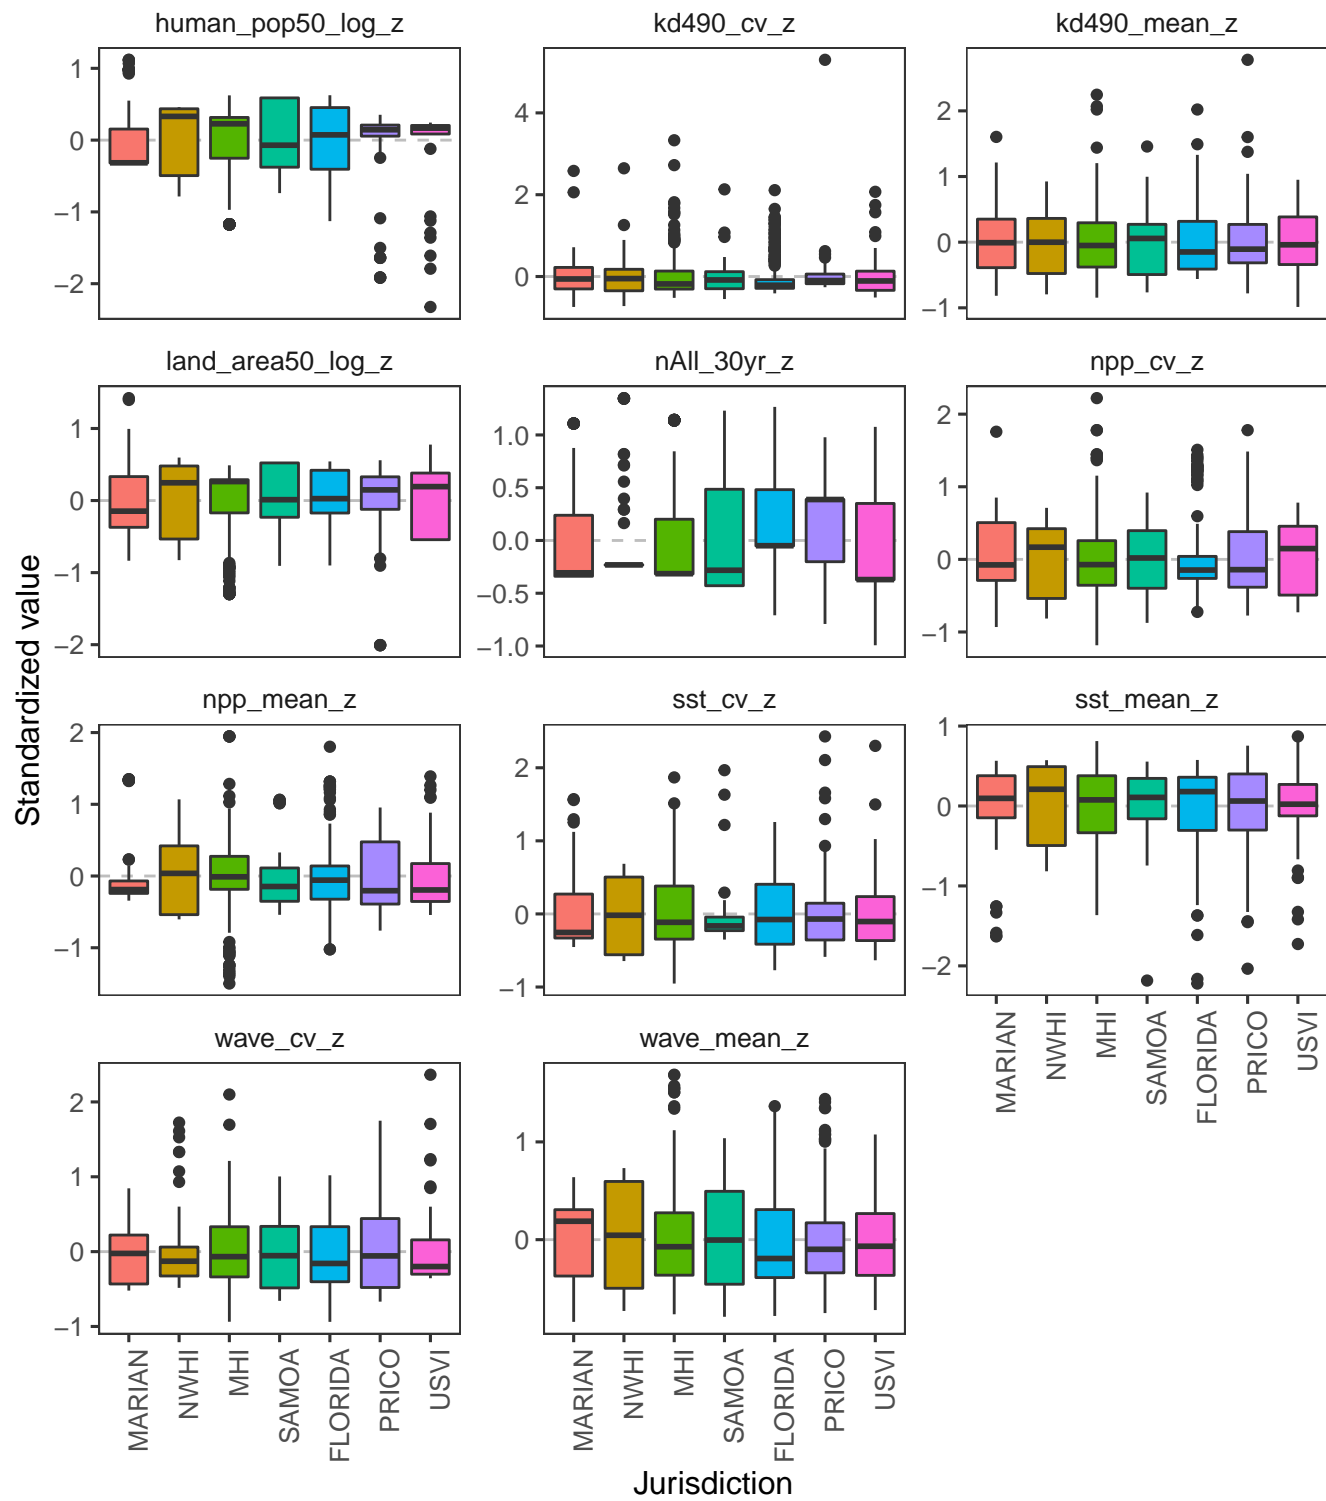 human_pop50_log_z kd490_cv_z kd490_mean_z
1 0 −1 −2
4 2 0
2 1 0 −1
land_area50_log_z nAll_30yr_z npp_cv_z
1 0 −1 −2
1.0 0.5 0.0 −0.5 −1.0
2 1 0 −1
Standardized value
npp_mean_z sst_cv_z sst_mean_z
2 1 0 −1
2 1 0 −1
1 0 −1 −2
MARIAN NWHI MHI SAMOA FLORIDA PRICO USVI
wave_cv_z wave_mean_z
2 1 0 −1
1 0
MARIAN NWHI MHI SAMOA FLORIDA PRICO USVI
MARIAN NWHI MHI SAMOA FLORIDA PRICO USVI
Jurisdiction